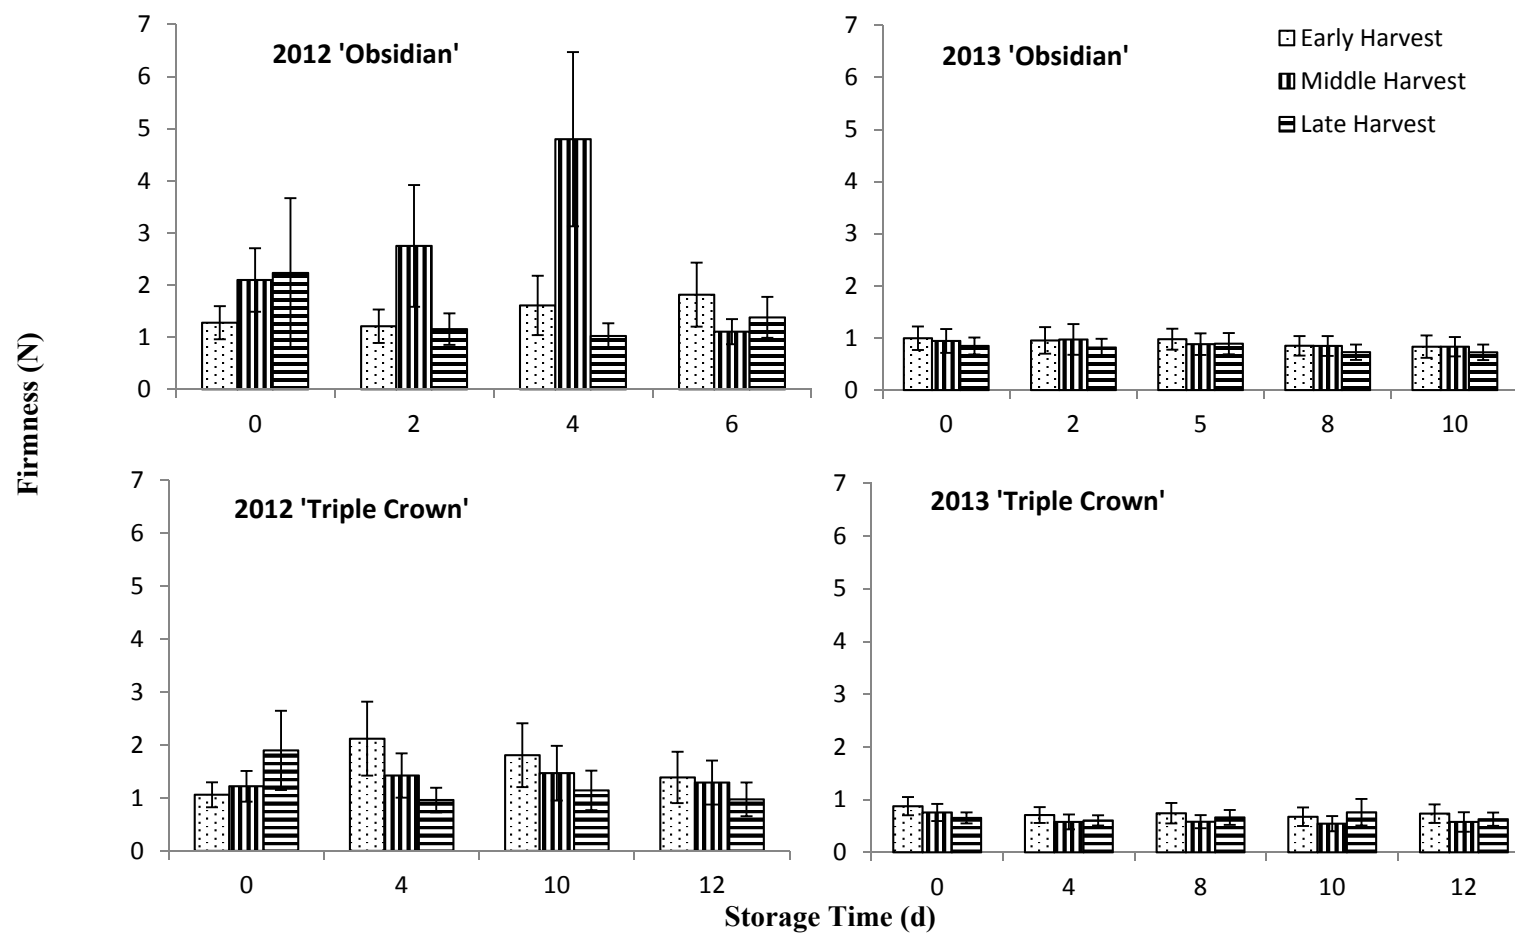 2012 'Obsidian'
7
6
5
4
3
2
1
0
0 2 4 6
2013 'Obsidian'
7
6
5
4
3
2
1
0
0 2 5 8 10
Early Harvest
Middle Harvest
Late Harvest
Firmness (N)
2012 'Triple Crown'
7
6
5
4
3
2
1
0
0 4 10 12
2013 'Triple Crown'
7
6
5
4
3
2
1
0
0 4 8 10 12
Storage Time (d)